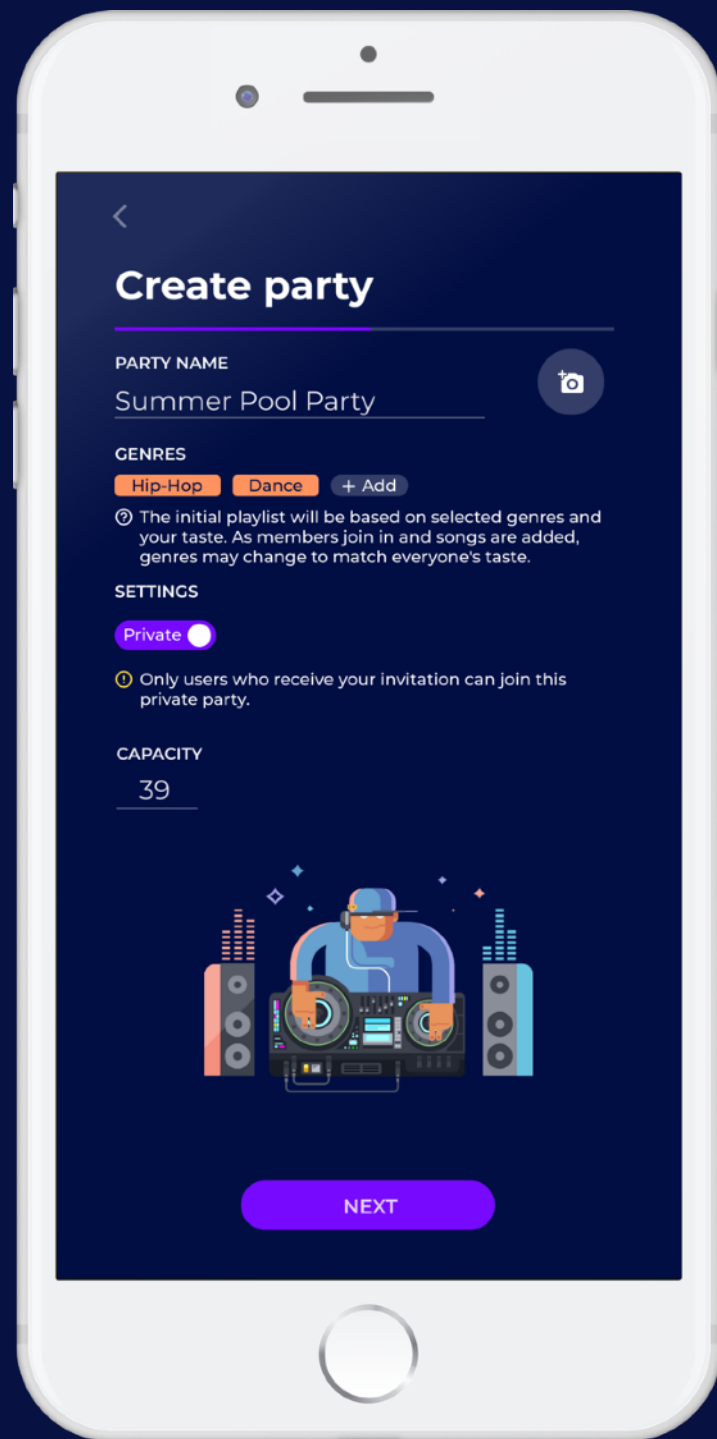 Create party
PARTY NAME
Summer Pool Party
GENRES
Hip-Hop Dance + Add
The initial playlist will be based on selected genres and
your taste. As members join in and songs are added,
genres may change to match everyone's taste.
SETTINGS
Private
Only users who receive your invitation can join this
private party.
CAPACITY
39
NEXT